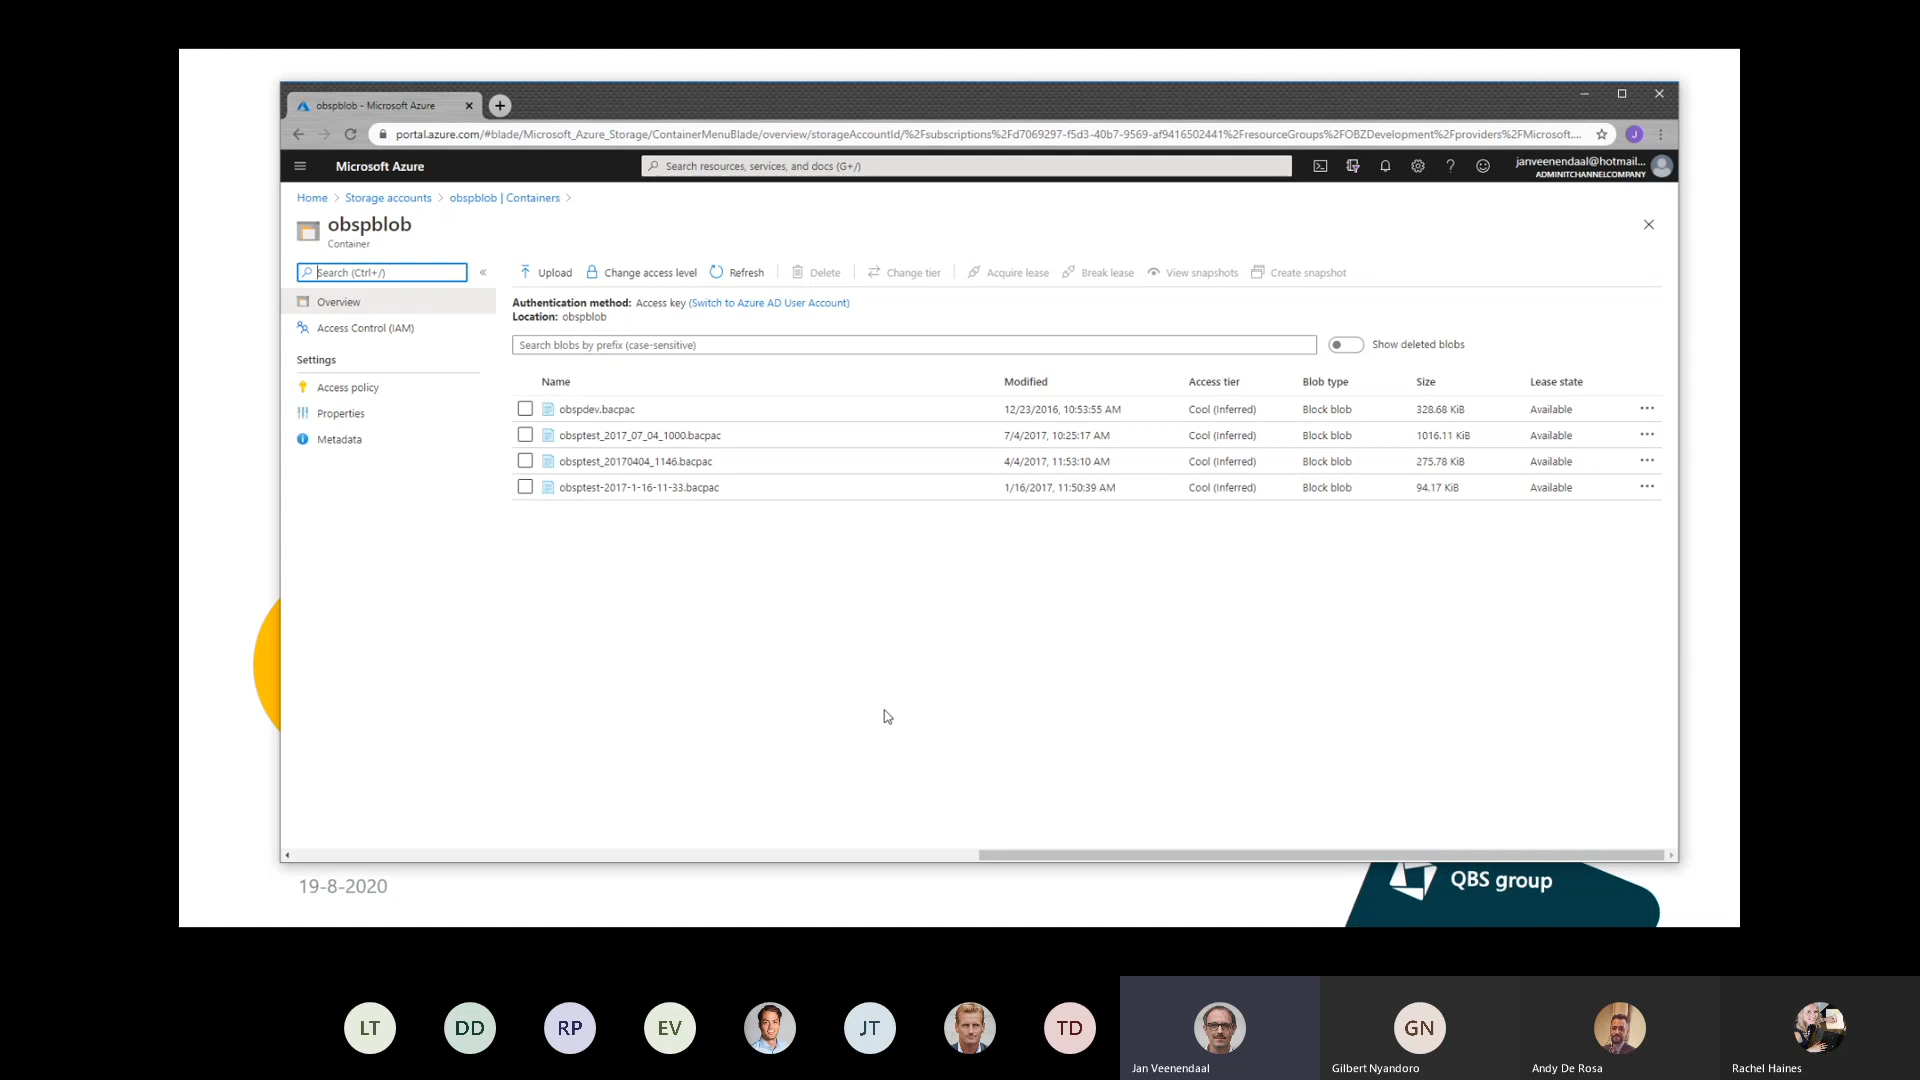 obspblob - Microsoft Azure
portal.azure.com/#blade/Microsoft_Azure_Storage/ContainerMenuBlade/overview/storageAccountId/%2Fsubscriptions%2Fd7069297-f5d3-40b7-9569-af9416502441%2FresourceGroups%2FOBZDevelopment%2Fproviders%2FMicrosoft....
J
Microsoft Azure
Search resources, services, and docs (G+/)
janveenendaal@hotmail...
ADMINITCHANNELCOMPANY
Home > Storage accounts > obspblob | Containers >
obspblob
Container
Search (Ctrl+/)
«
Upload Change access level Refresh Delete Change tier Acquire lease Break lease View snapshots Create snapshot
Overview
Access Control (IAM)
Settings
Access policy
Properties
Metadata
Authentication method: Access key (Switch to Azure AD User Account)
Location: obspblob
Search blobs by prefix (case-sensitive)
Show deleted blobs
Name Modified Access tier Blob type Size Lease state
obspdev.bacpac 12/23/2016, 10:53:55 AM Cool (Inferred) Block blob 328.68 KiB Available ...
obsptest_2017_07_04_1000.bacpac 7/4/2017, 10:25:17 AM Cool (Inferred) Block blob 1016.11 KiB Available ...
obsptest_20170404_1146.bacpac 4/4/2017, 11:53:10 AM Cool (Inferred) Block blob 275.78 KiB Available ...
obsptest-2017-1-16-11-33.bacpac 1/16/2017, 11:50:39 AM Cool (Inferred) Block blob 94.17 KiB Available ...
19-8-2020
QBS group
LT
DD
RP
EV
JT
TD
GN
Jan Veenendaal
Gilbert Nyandoro
Andy De Rosa
Rachel Haines